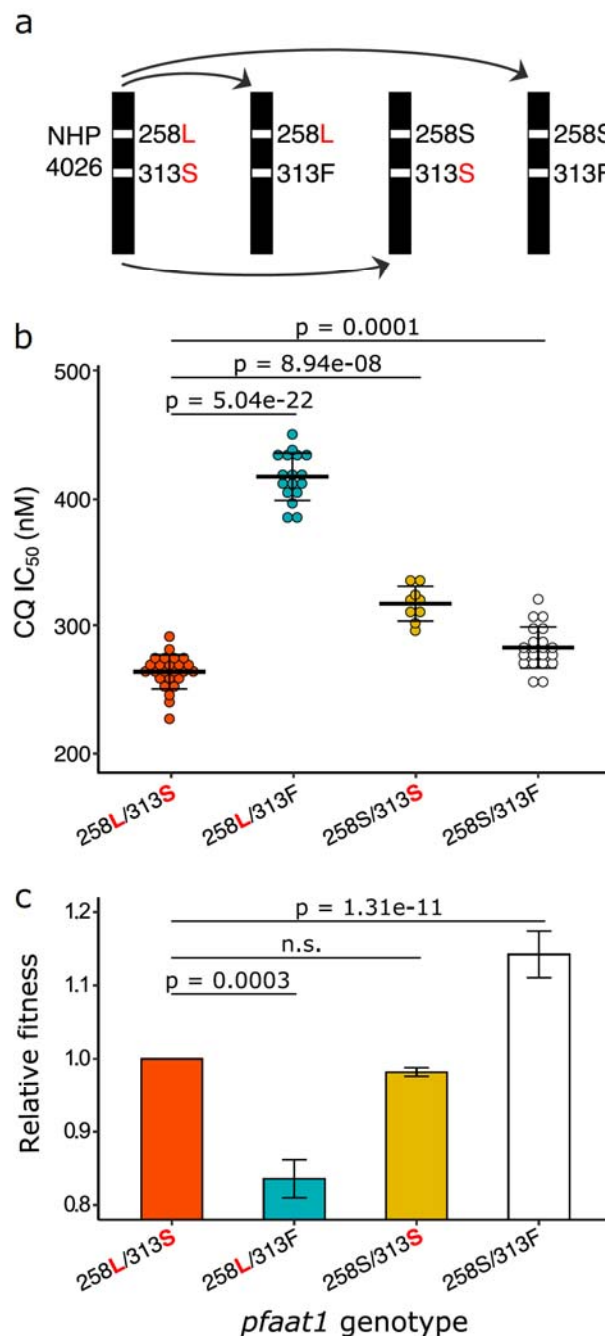 a
NHP 4026
258L 258L 258S 258S
313S 313F 313S 313F
b
p = 0.0001
p = 8.94e-08
p = 5.04e-22
500
400
300
200
CQ IC50 (nM)
258L/313S 258L/313F 258S/313S 258S/313F
c
p = 1.31e-11
n.s.
p = 0.0003
1.2
1.1
1.0
0.9
0.8
Relative fitness
258L/313S 258L/313F 258S/313S 258S/313F
pfaat1 genotype